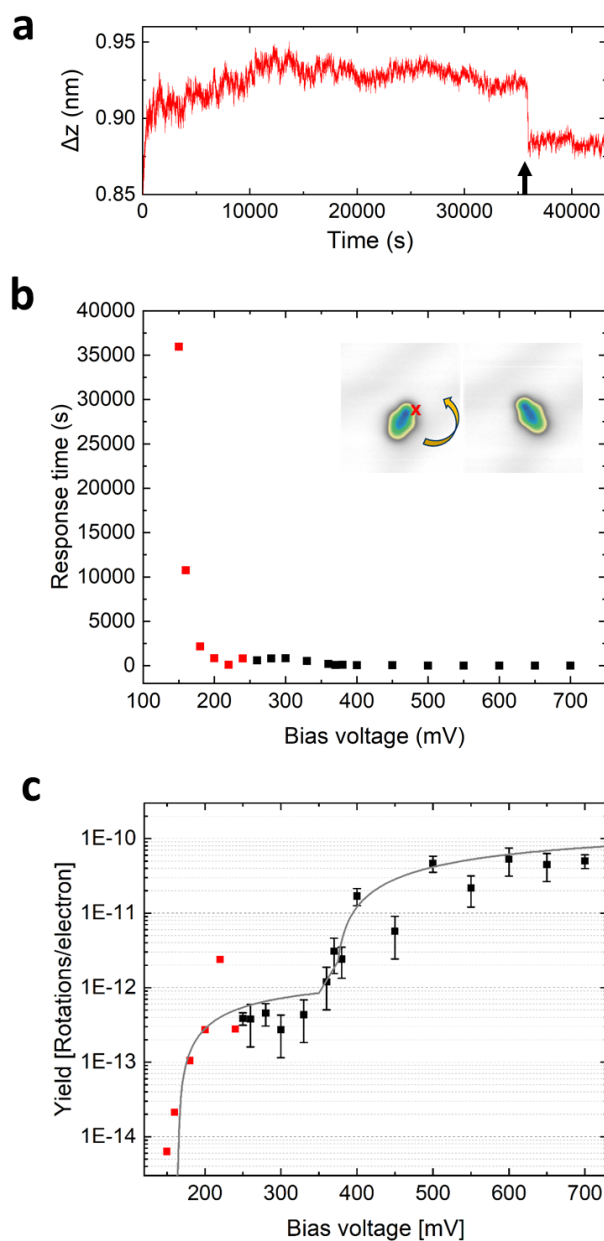 a
0.95
0.90
0.85
Δz (nm)
0 10000 20000 30000 40000
Time (s)
b
40000
35000
30000
25000
20000
15000
10000
5000
0
Response time (s)
x
100 200 300 400 500 600 700
Bias voltage (mV)
c
1E-10
1E-11
1E-12
1E-13
1E-14
Yield [Rotations/electron]
200 300 400 500 600 700
Bias voltage [mV]